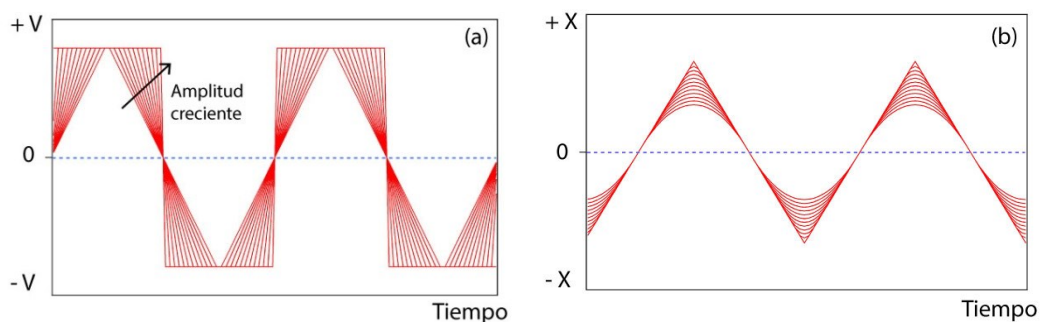 + V
(a)
Amplitud
creciente
0
- V
Tiempo
+ X
(b)
0
- X
Tiempo